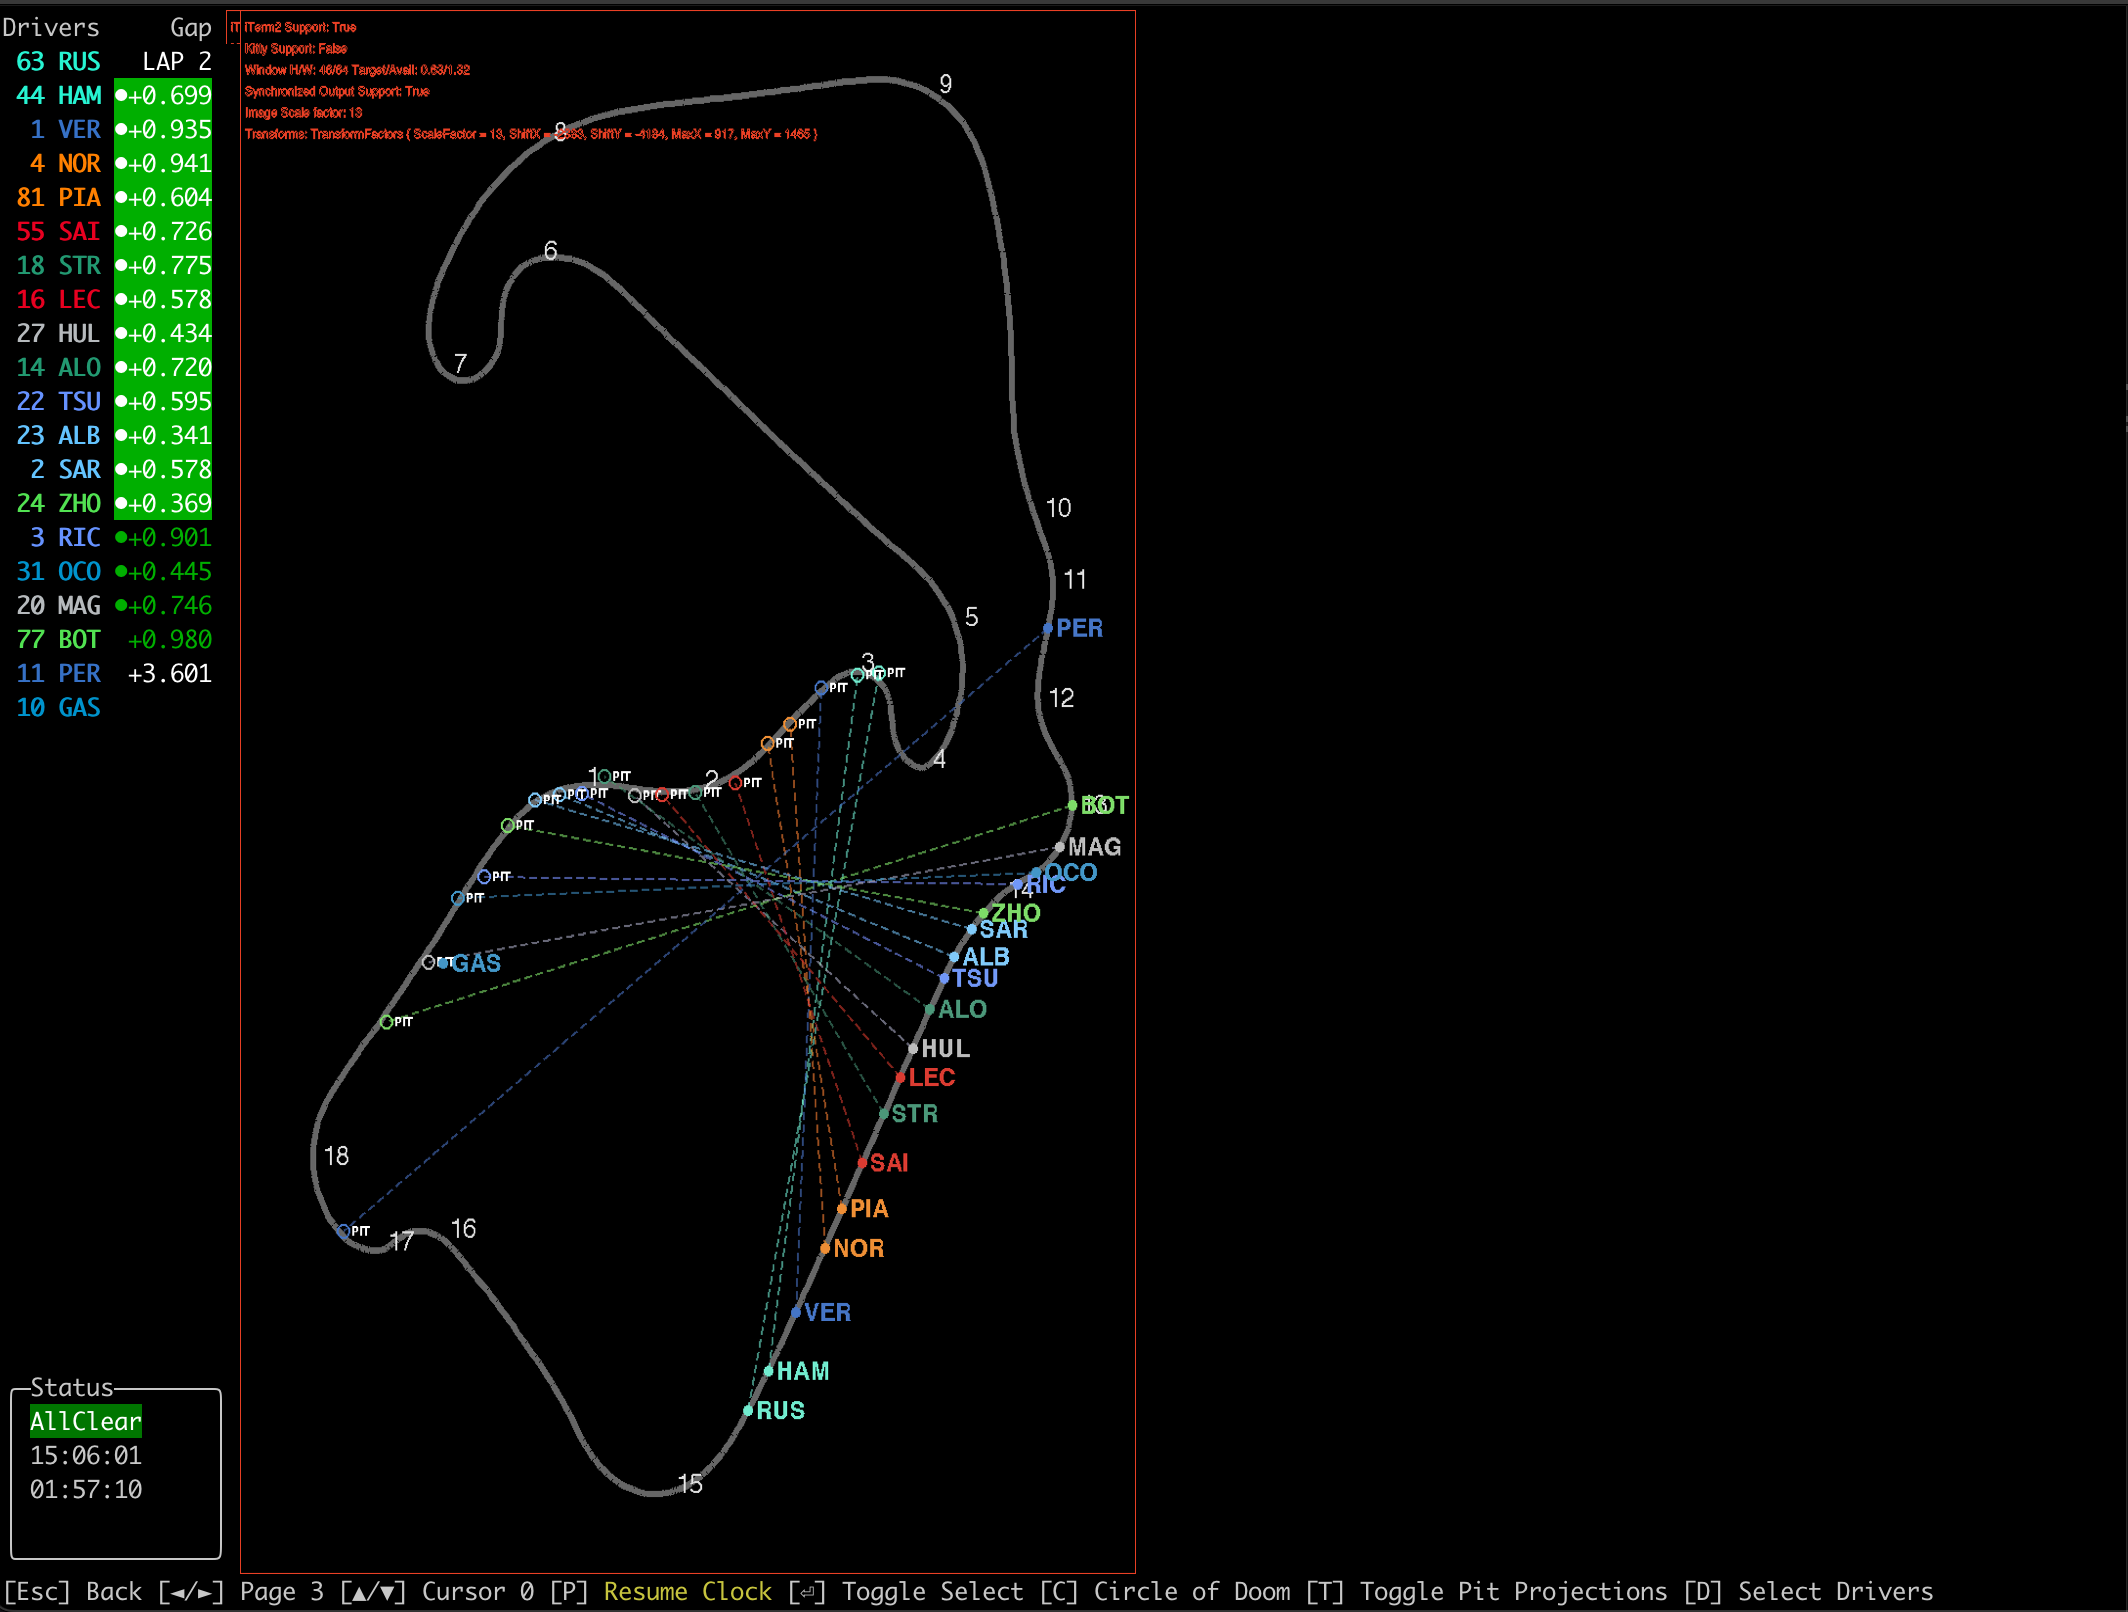 Drivers Gap
63 RUS LAP 2
44 HAM ●+0.699
1 VER ●+0.935
4 NOR ●+0.941
81 PIA ●+0.604
55 SAI ●+0.726
18 STR ●+0.775
16 LEC ●+0.578
27 HUL ●+0.434
14 ALO ●+0.720
22 TSU ●+0.595
23 ALB ●+0.341
2 SAR ●+0.578
24 ZHO ●+0.369
3 RIC ●+0.901
31 OCO ●+0.445
20 MAG ●+0.746
77 BOT +0.980
11 PER +3.601
10 GAS
Status
AllClear
15:06:01
01:57:10
iT
iTerm2 Support: True
Kitty Support: False
Window H/W: 46/64 Target/Avail: 0.63/1.32
Synchronized Output Support: True
Image Scale factor: 13
Transforms: TransformFactors { ScaleFactor = 13, ShiftX = ShiftY = -4194, MaxX = 917, MaxY = 1465 }
9
8
6
7
10
11
5
PER
3
PIT PIT
PIT
12
PIT
PIT
4
1 PIT
2
PIT
PIT PIT PIT
PIT PIT PIT
BOT
13
PIT
MAG
OCO
PIT
RIC
14
PIT
ZHO
SAR
ALB
GAS
TSU
ALO
PIT
HUL
LEC
STR
18
SAI
PIA
16
PIT
17
NOR
VER
HAM
RUS
15
[Esc] Back [◄/►] Page 3 [▲/▼] Cursor 0 [P] Resume Clock [⏎] Toggle Select [C] Circle of Doom [T] Toggle Pit Projections [D] Select Drivers